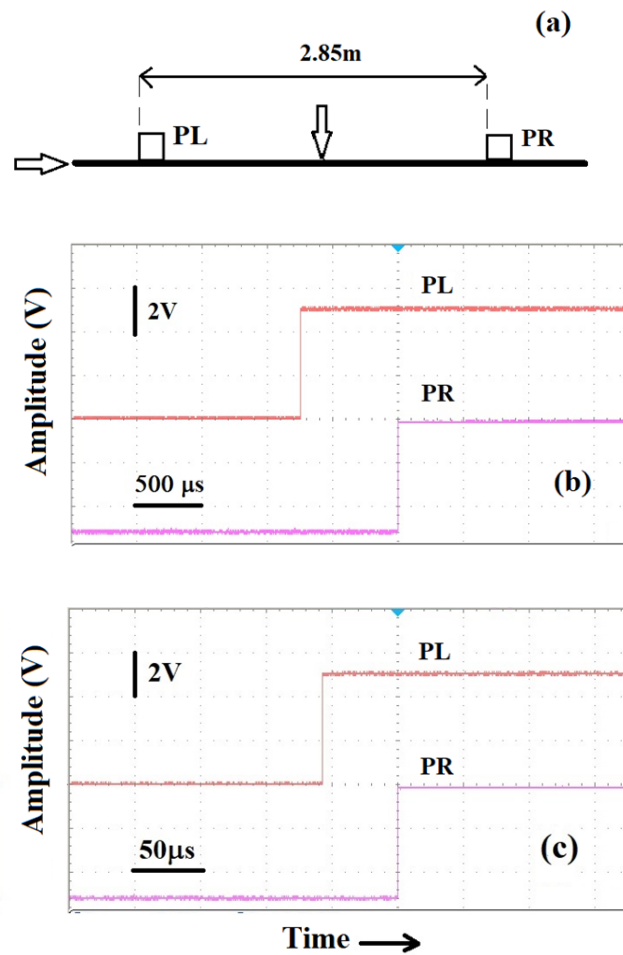 (a)
2.85m
PL
PR
Amplitude (V)
2V
PL
PR
500 μs
(b)
Amplitude (V)
2V
PL
PR
50μs
(c)
Time